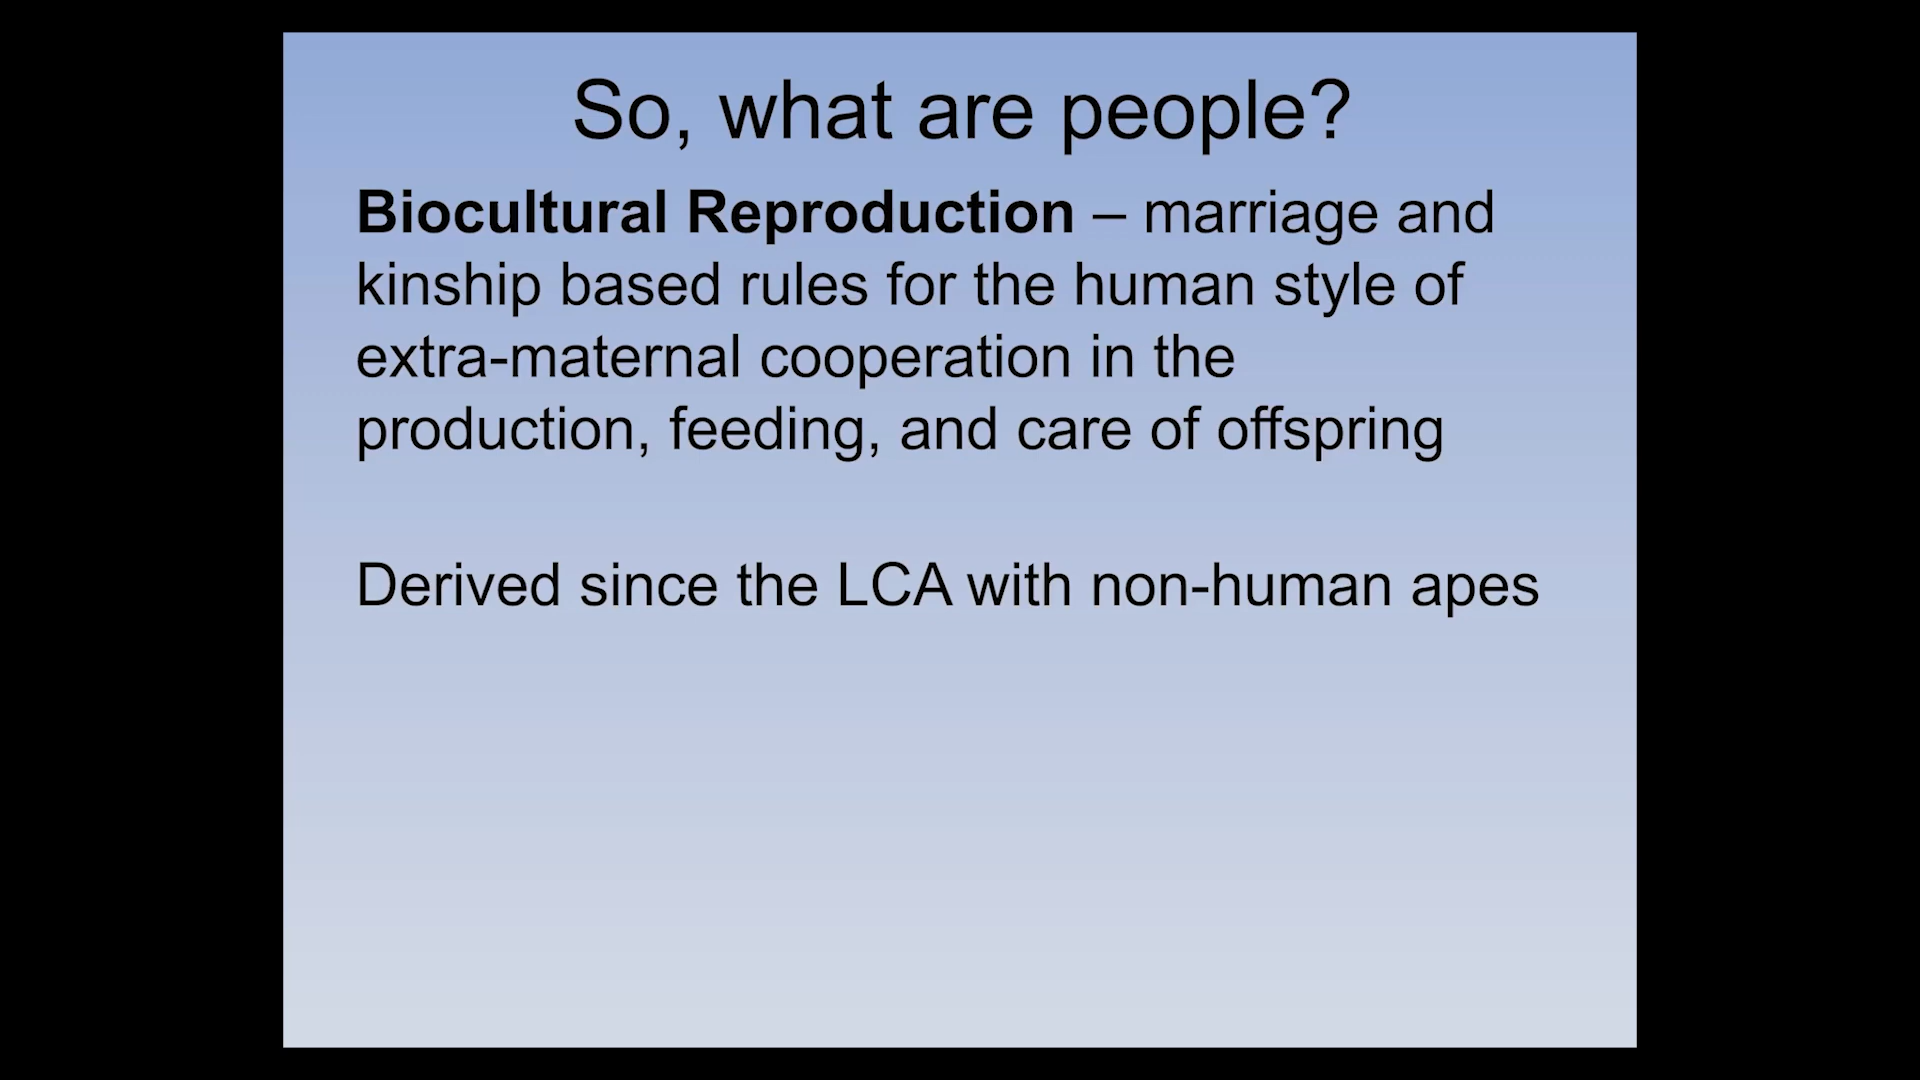 So, what are people?
Biocultural Reproduction – marriage and
kinship based rules for the human style of
extra-maternal cooperation in the
production, feeding, and care of offspring
Derived since the LCA with non-human apes